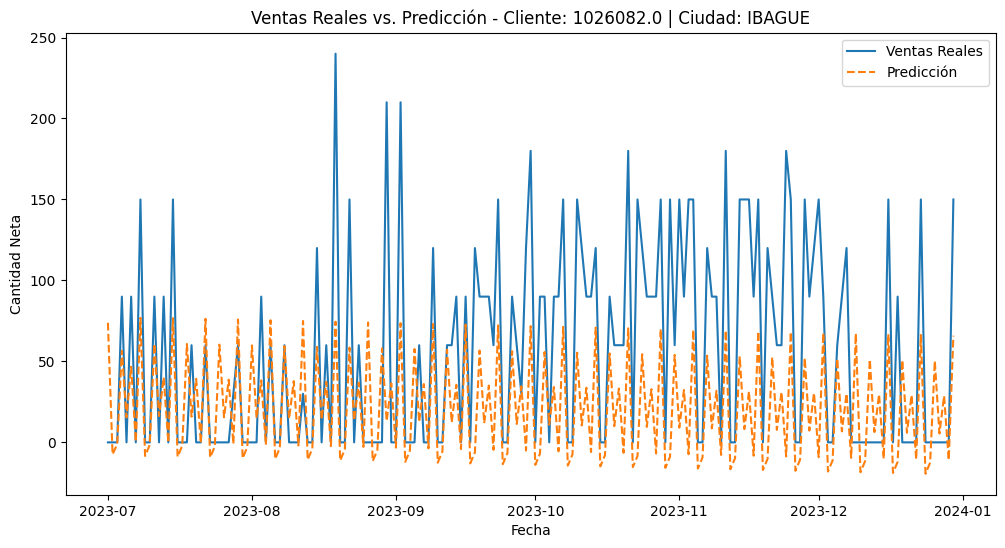 Ventas Reales vs. Predicción - Cliente: 1026082.0 | Ciudad: IBAGUE
Ventas Reales
Predicción
Cantidad Neta
250
200
150
100
50
0
2023-07
2023-08
2023-09
2023-10
2023-11
2023-12
2024-01
Fecha